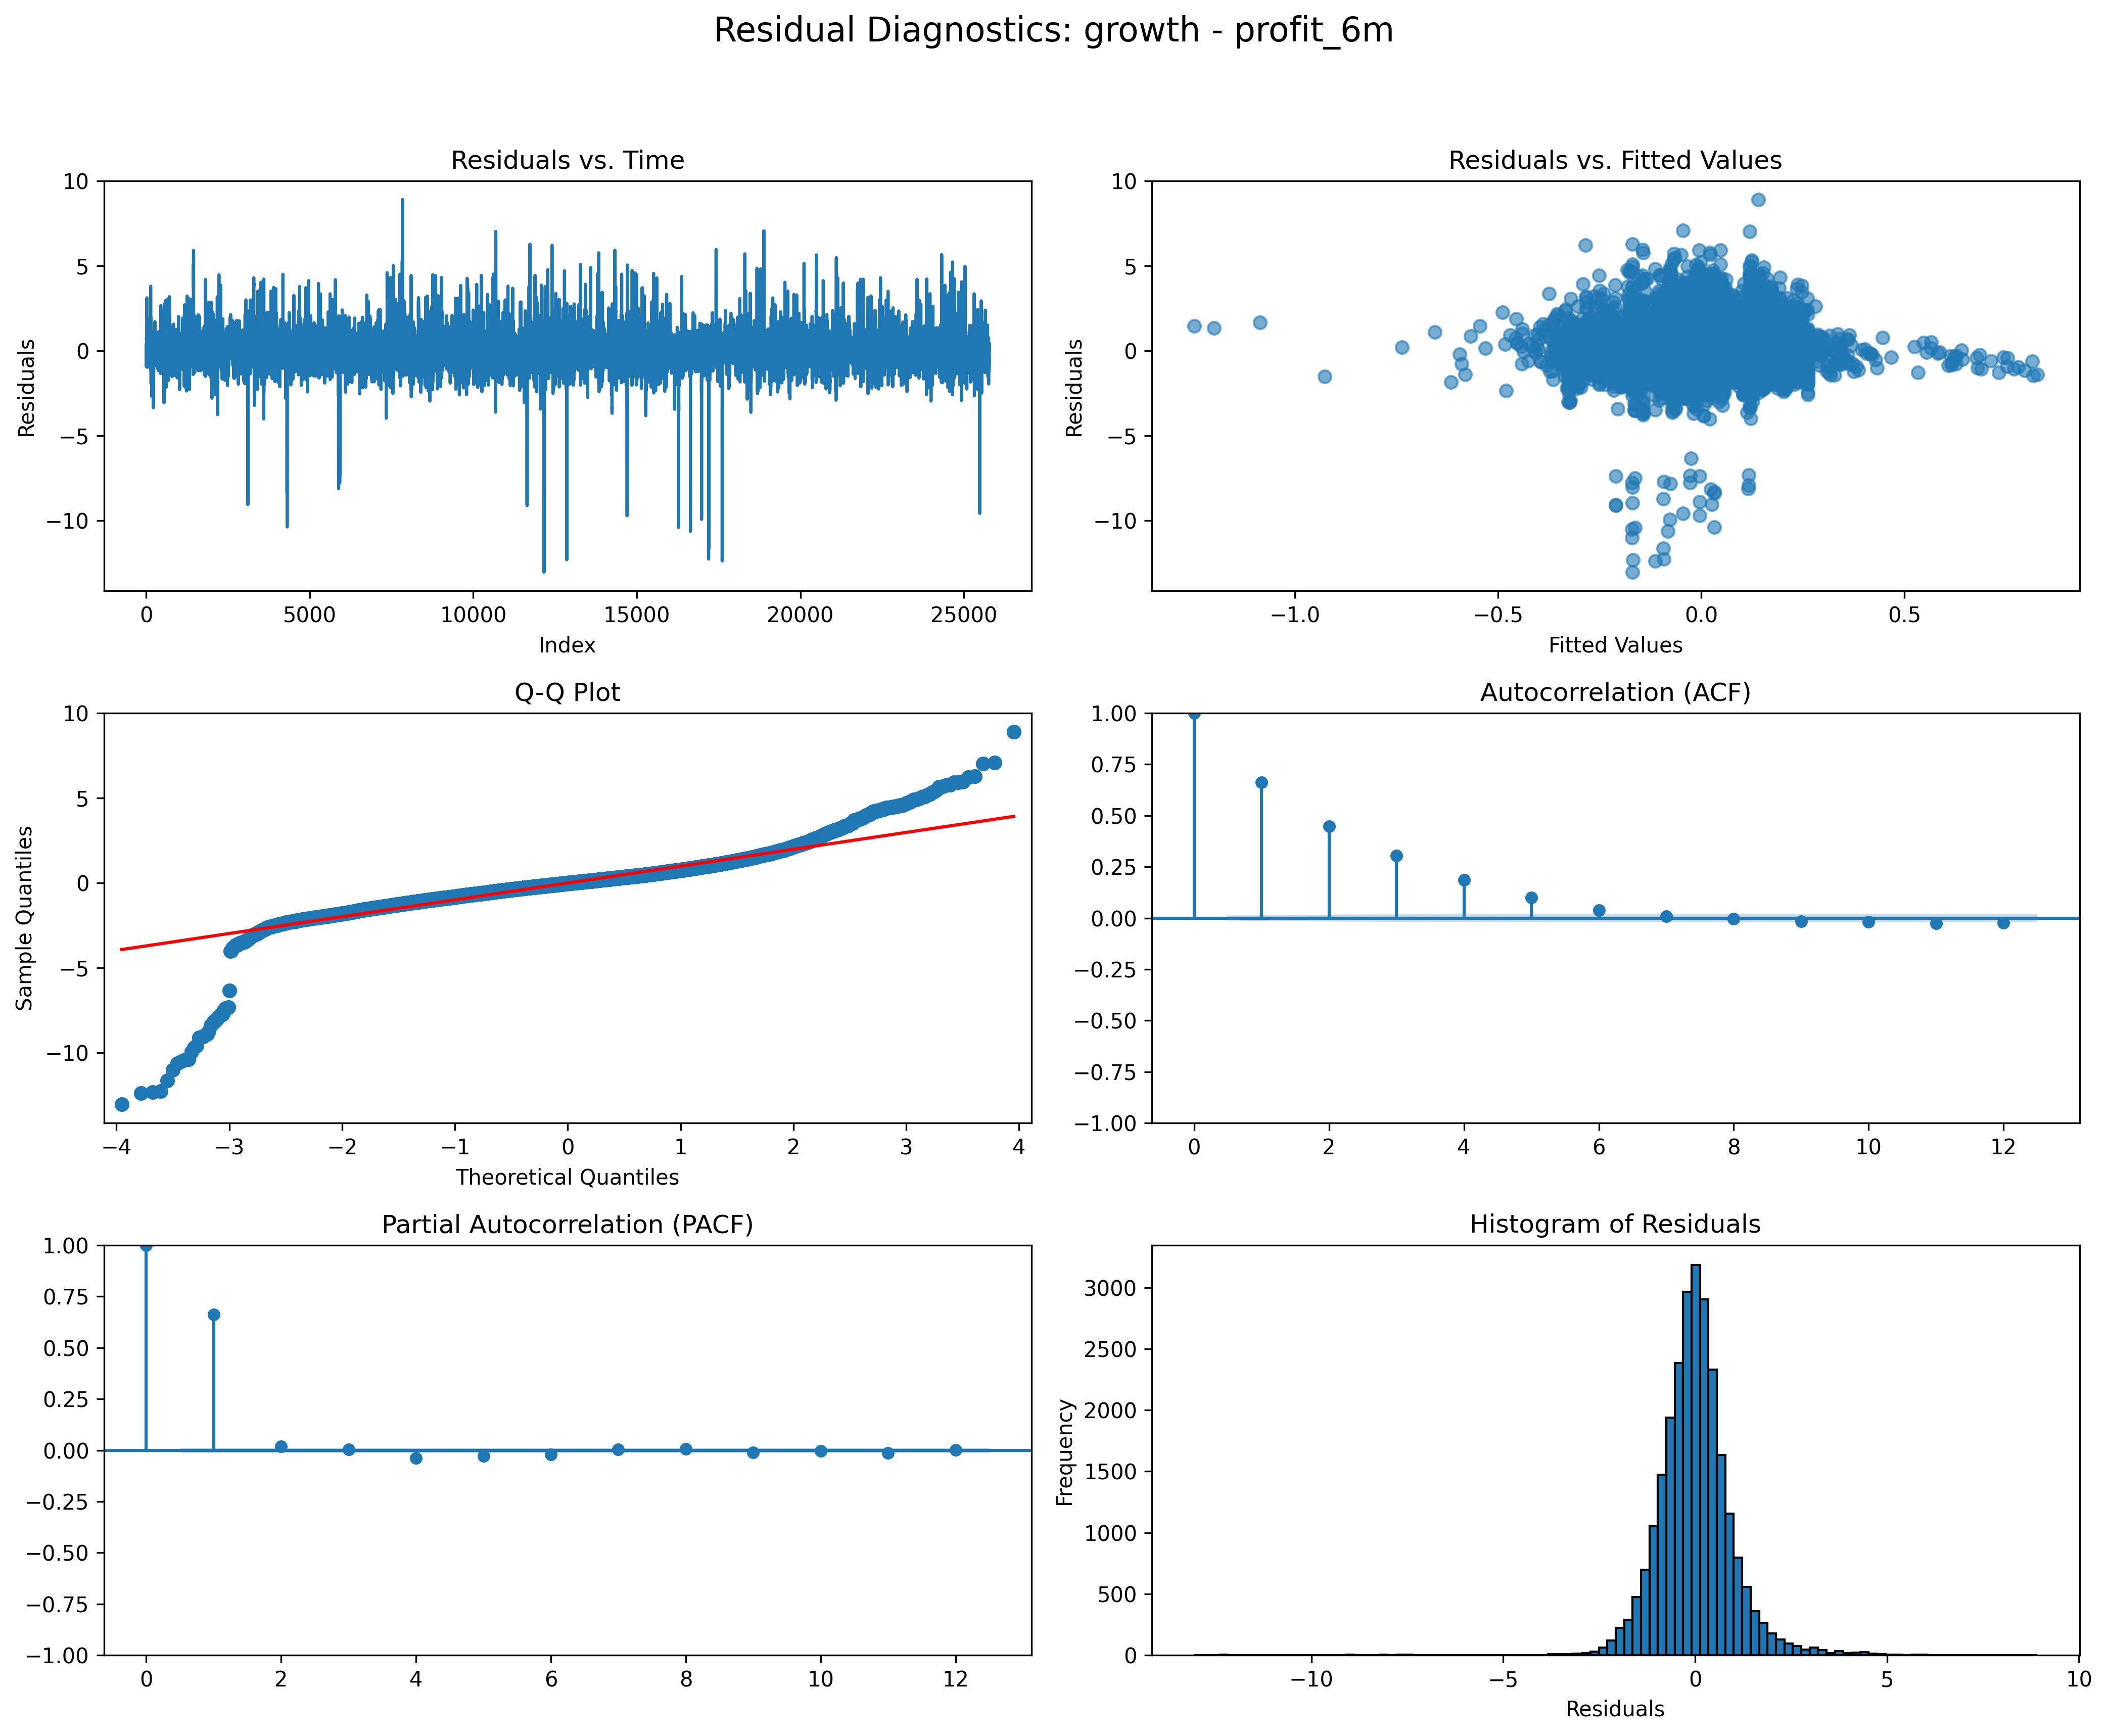 Residual Diagnostics: growth - profit_6m
Residuals vs. Time
10
5
0
−5
−10
Residuals
0 5000 10000 15000 20000 25000
Index
Residuals vs. Fitted Values
10
5
0
−5
−10
Residuals
−1.0 −0.5 0.0 0.5
Fitted Values
Q-Q Plot
10
5
0
−5
−10
Sample Quantiles
−4 −3 −2 −1 0 1 2 3 4
Theoretical Quantiles
Autocorrelation (ACF)
1.00
0.75
0.50
0.25
0.00
−0.25
−0.50
−0.75
−1.00
0 2 4 6 8 10 12
Partial Autocorrelation (PACF)
1.00
0.75
0.50
0.25
0.00
−0.25
−0.50
−0.75
−1.00
0 2 4 6 8 10 12
Histogram of Residuals
3000
2500
2000
1500
1000
500
0
Frequency
−10 −5 0 5 10
Residuals